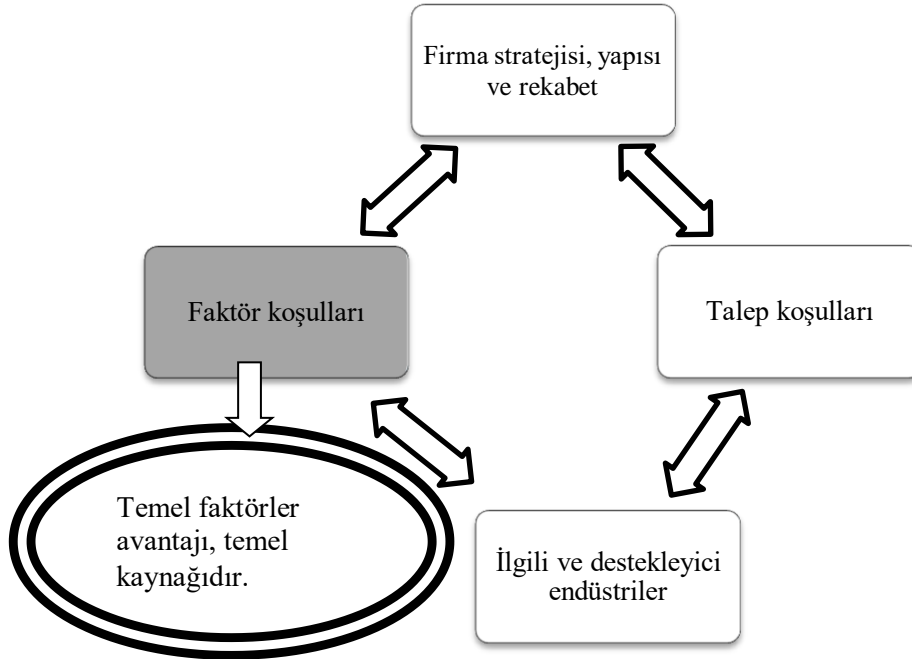 Firma stratejisi, yapısı
ve rekabet
Faktör koşulları
Talep koşulları
Temel faktörler
avantajı, temel
kaynağıdır.
İlgili ve destekleyici
endüstriler